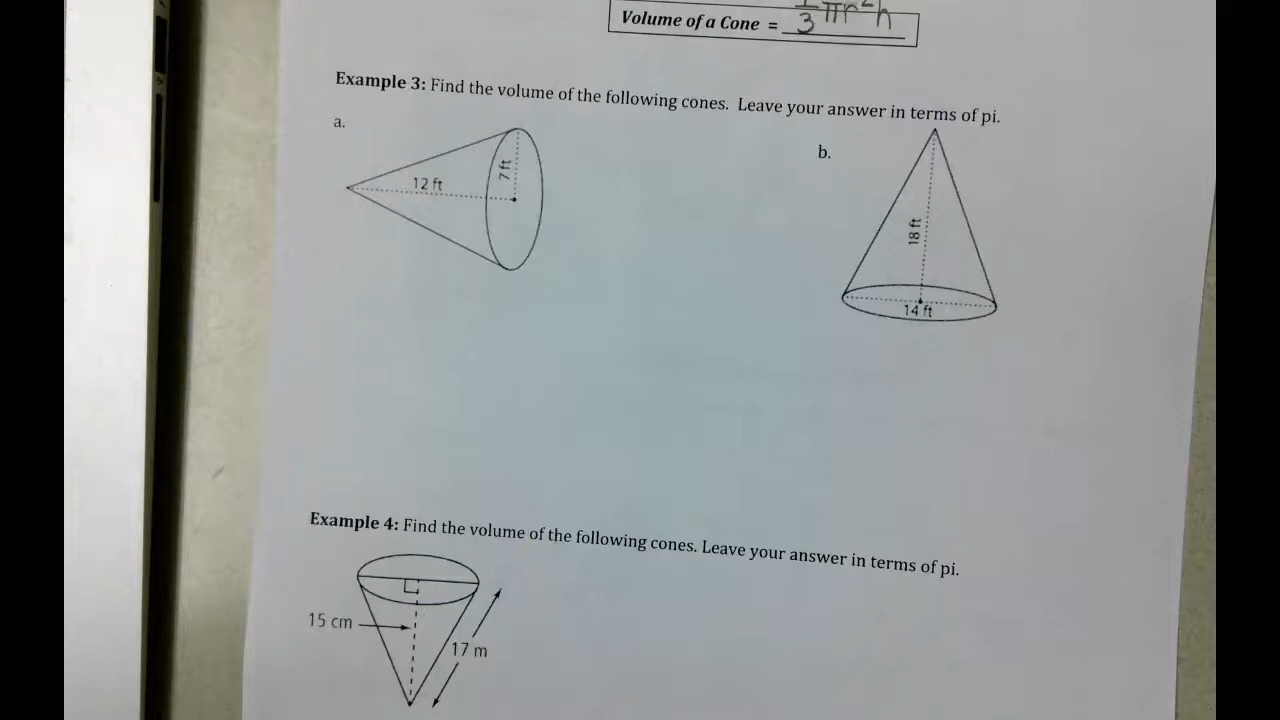 Volume of a Cone = 1/3 πr²h
Example 3: Find the volume of the following cones. Leave your answer in terms of pi.
a.
12 ft
7 ft
b.
18 ft
14 ft
Example 4: Find the volume of the following cones. Leave your answer in terms of pi.
15 cm
17 m